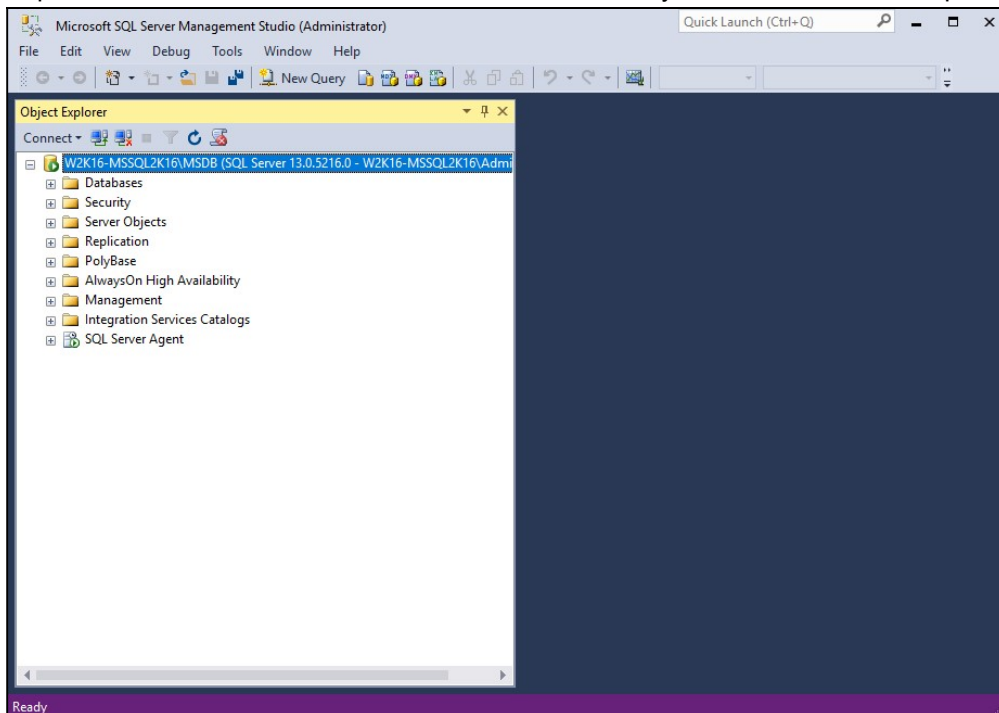 Microsoft SQL Server Management Studio (Administrator)
Quick Launch (Ctrl+Q)
File Edit View Debug Tools Window Help
New Query
Object Explorer
Connect
W2K16-MSSQL2K16\MSDB (SQL Server 13.0.5216.0 - W2K16-MSSQL2K16\Admi
Databases
Security
Server Objects
Replication
PolyBase
AlwaysOn High Availability
Management
Integration Services Catalogs
SQL Server Agent
Ready